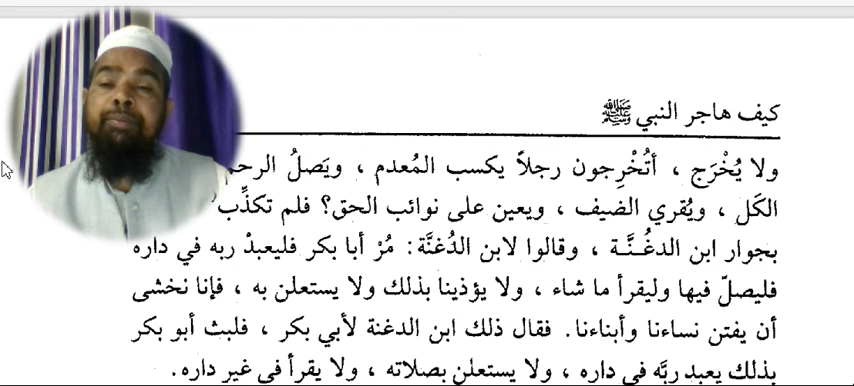 كيف هاجر النبي ﷺ
ولا يُخْرَج ، أتُخْرِجون رجلاً يكسب المُعدم ، ويَصلُ الرحم
الكَل ، ويُقري الضيف ، ويعين على نوائب الحق؟ فلم تكذِّب
بجوار ابن الدغُنَّة ، وقالوا لابن الدُغنَّة: مُرْ أبا بكر فليعبدْ ربه في داره
فليصلّ فيها وليقرأ ما شاء ، ولا يؤذينا بذلك ولا يستعلن به ، فإنا نخشى
أن يفتن نساءنا وأبناءنا. فقال ذلك ابن الدغنة لأبي بكر ، فلبث أبو بكر
بذلك يعبد ربَّه في داره ، ولا يستعلن بصلاته ، ولا يقرأ في غير داره.